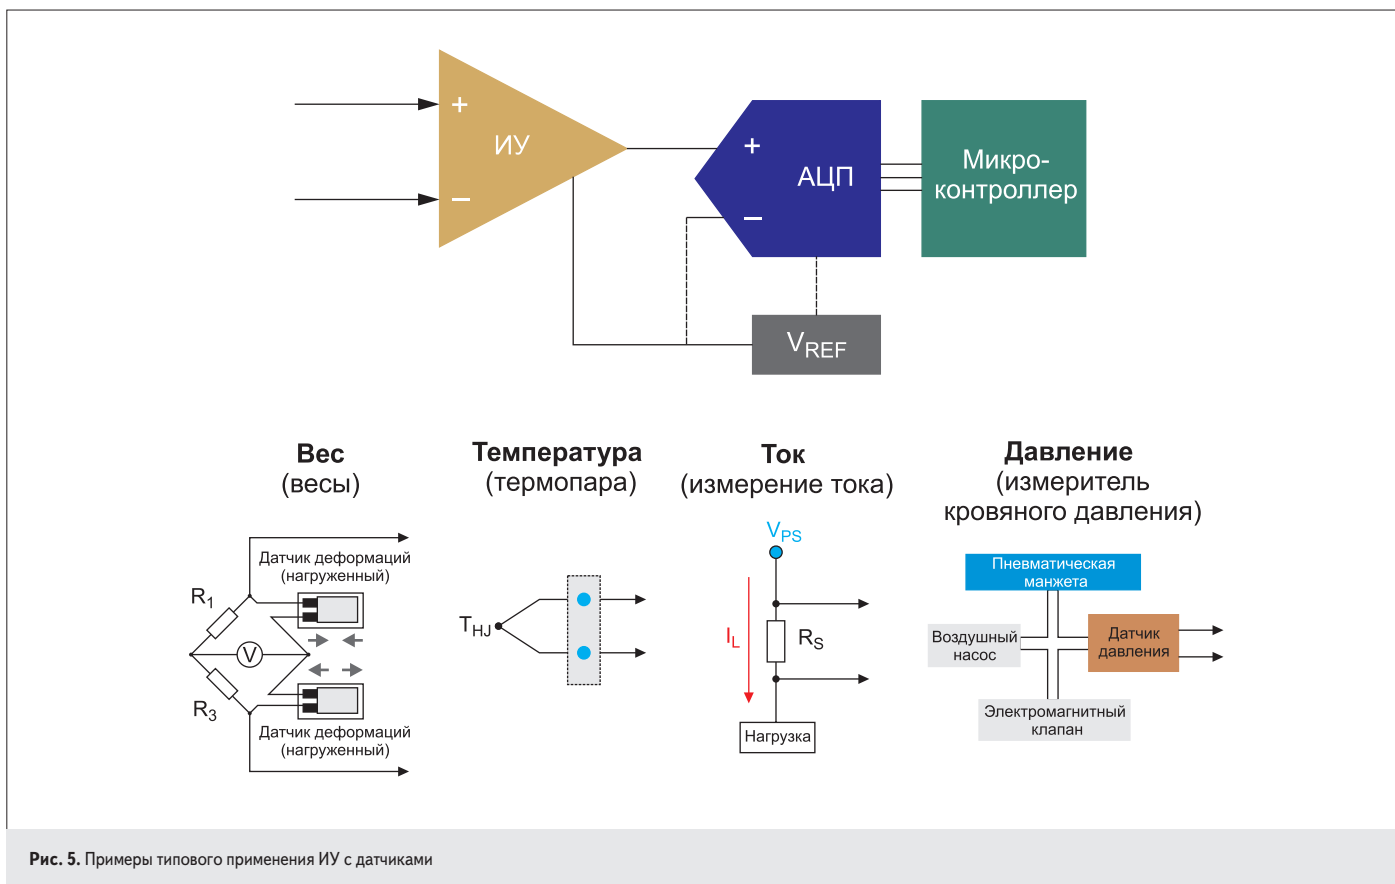 +
ИУ
−
+
АЦП
−
Микро-
контроллер
VREF
Вес
(весы)
Датчик деформаций
(нагруженный)
R1
V
R3
Датчик деформаций
(нагруженный)
Температура
(термопара)
THJ
Ток
(измерение тока)
VPS
IL
RS
Нагрузка
Давление
(измеритель
кровяного давления)
Пневматическая
манжета
Воздушный
насос
Датчик
давления
Электромагнитный
клапан
Рис. 5. Примеры типового применения ИУ с датчиками